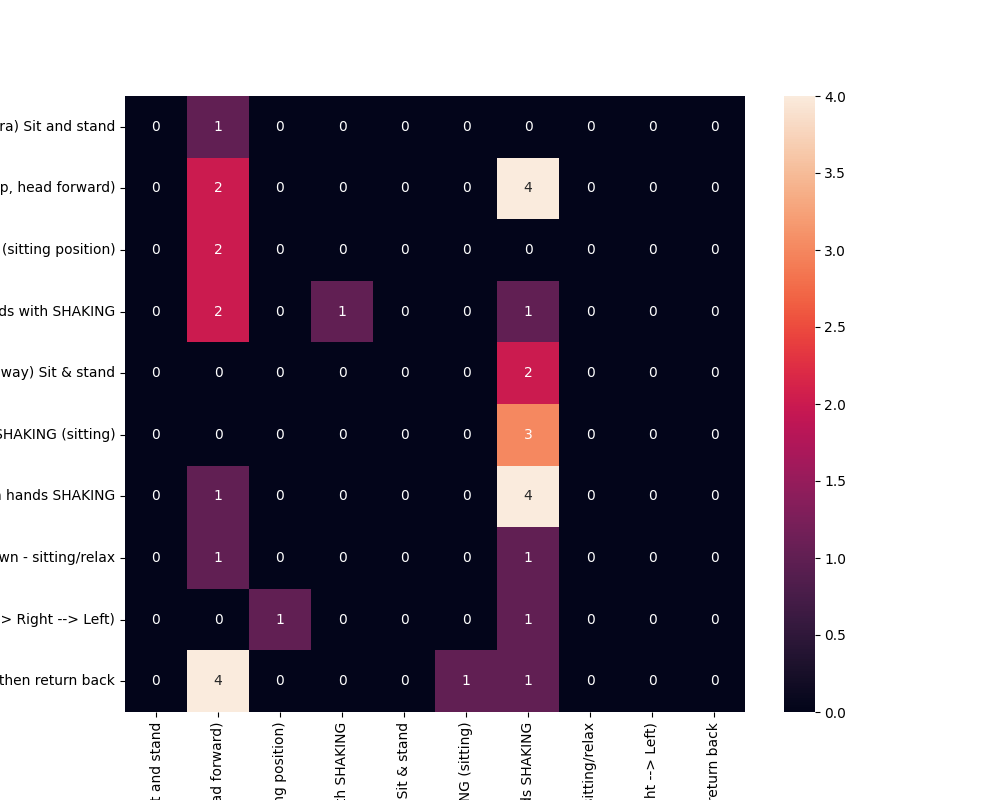 ra) Sit and stand 0 1 0 0 0 0 0 0 0 0
p, head forward) 0 2 0 0 0 0 4 0 0 0
(sitting position) 0 2 0 0 0 0 0 0 0 0
ds with SHAKING 0 2 0 1 0 0 1 0 0 0
way) Sit & stand 0 0 0 0 0 0 2 0 0 0
SHAKING (sitting) 0 0 0 0 0 0 3 0 0 0
hands SHAKING 0 1 0 0 0 0 4 0 0 0
wn - sitting/relax 0 1 0 0 0 0 1 0 0 0
> Right --> Left) 0 0 1 0 0 0 1 0 0 0
then return back 0 4 0 0 0 1 1 0 0 0
t and stand
ad forward)
ng position)
th SHAKING
Sit & stand
NG (sitting)
ds SHAKING
sitting/relax
ht --> Left)
return back
4.0
3.5
3.0
2.5
2.0
1.5
1.0
0.5
0.0